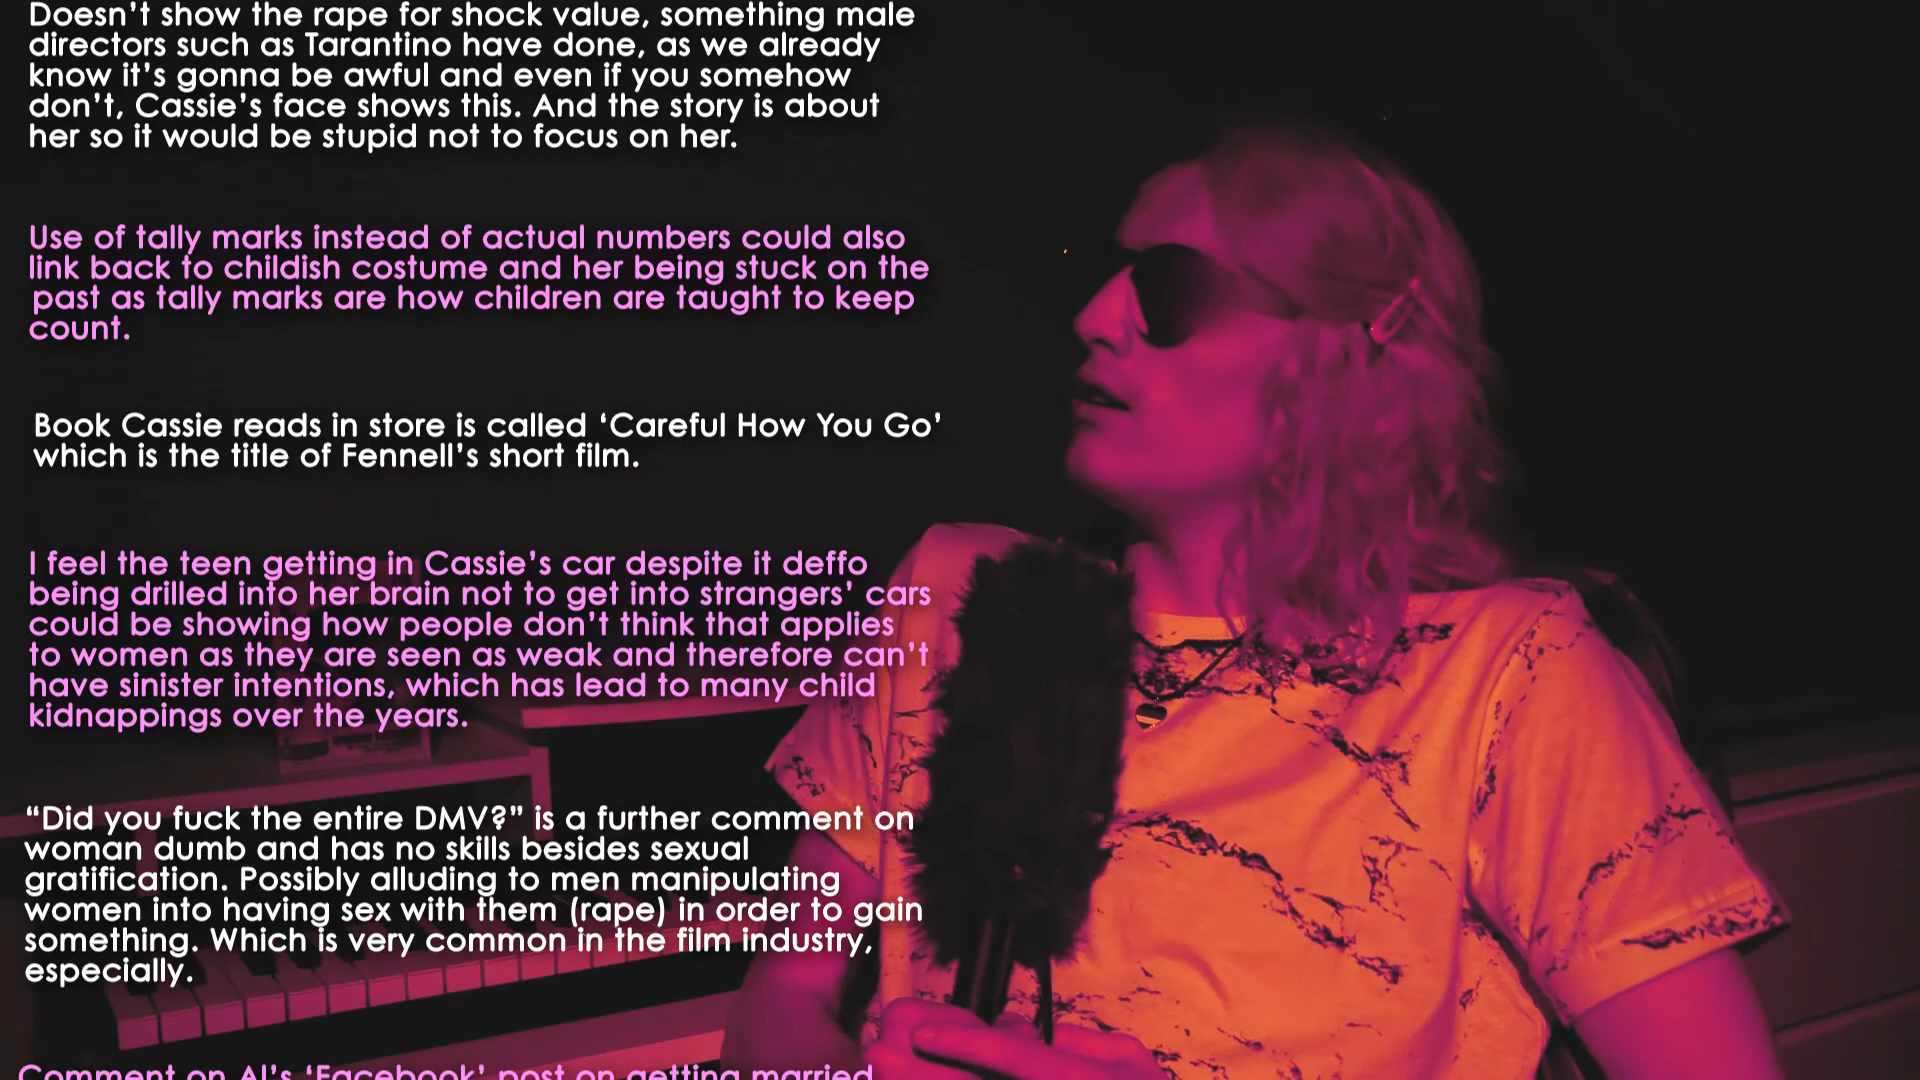 Doesn't show the rape for shock value, something male
directors such as Tarantino have done, as we already
know it's gonna be awful and even if you somehow
don't, Cassie's face shows this. And the story is about
her so it would be stupid not to focus on her.
Use of tally marks instead of actual numbers could also
link back to childish costume and her being stuck on the
past as tally marks are how children are taught to keep
count.
Book Cassie reads in store is called ‘Careful How You Go’
which is the title of Fennell’s short film.
I feel the teen getting in Cassie’s car despite it deffo
being drilled into her brain not to get into strangers’ cars
could be showing how people don’t think that applies
to women as they are seen as weak and therefore can’t
have sinister intentions, which has lead to many child
kidnappings over the years.
“Did you fuck the entire DMV?” is a further comment on
woman dumb and has no skills besides sexual
gratification. Possibly alluding to men manipulating
women into having sex with them (rape) in order to gain
something. Which is very common in the film industry,
especially.
Comment on Al’s ‘Facebook’ post on getting married